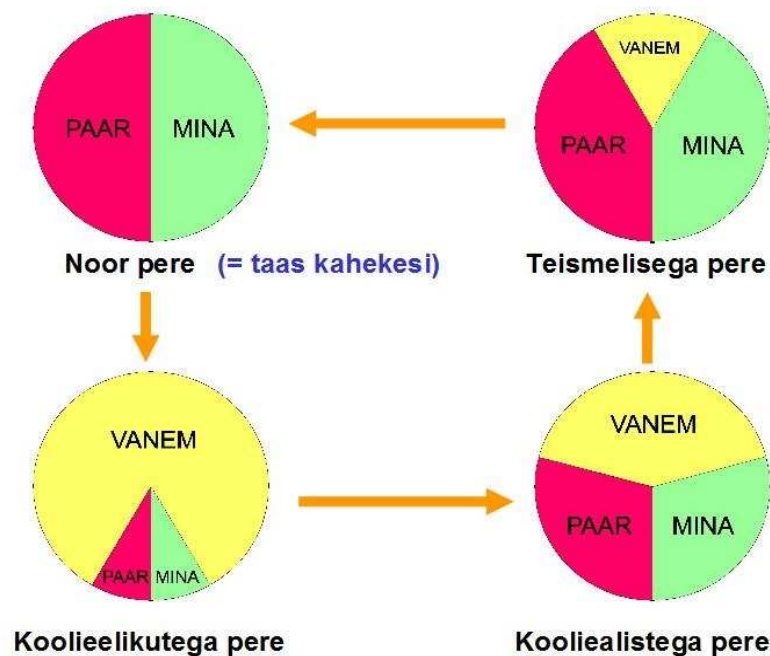 PAAR MINA
Noor pere (= taas kahekesi)
VANEM
PAAR MINA
Teismelisega pere
VANEM
PAAR MINA
Koolieelikutega pere
VANEM
PAAR MINA
Kooliealistega pere